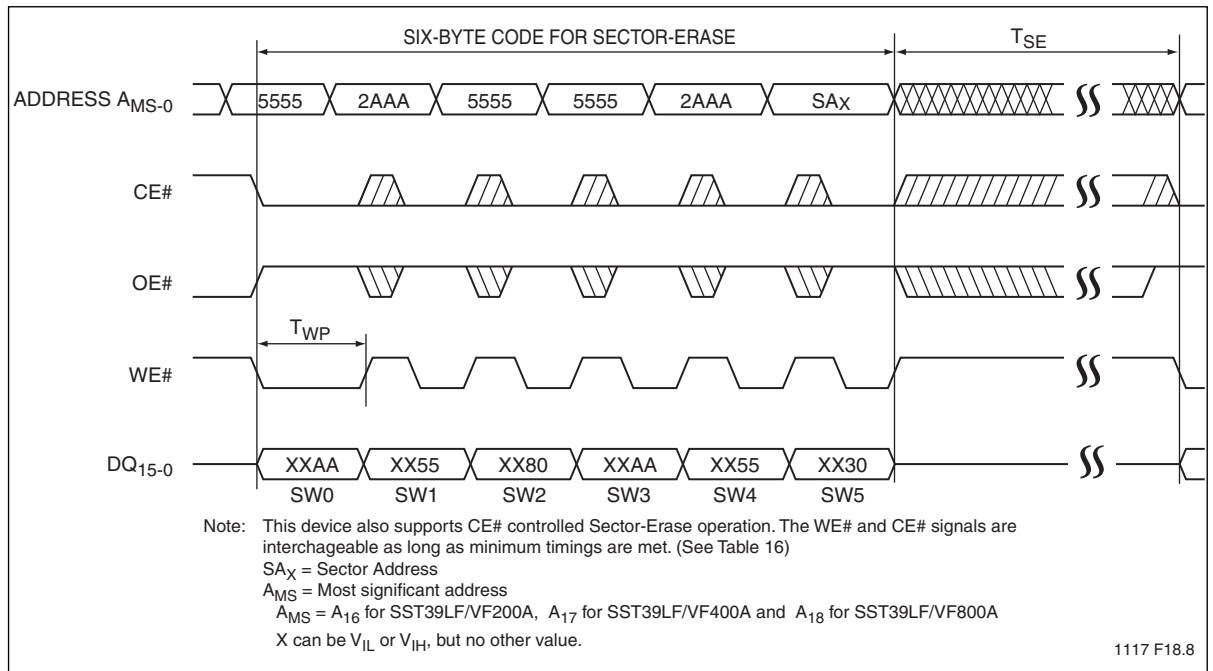 SIX-BYTE CODE FOR SECTOR-ERASE TSE
ADDRESS AMS-0 5555 2AAA 5555 5555 2AAA SAX
CE#
OE#
TWP
WE#
DQ15-0 XXAA XX55 XX80 XXAA XX55 XX30
SW0 SW1 SW2 SW3 SW4 SW5
Note: This device also supports CE# controlled Sector-Erase operation. The WE# and CE# signals are
interchageable as long as minimum timings are met. (See Table 16)
SAX = Sector Address
AMS = Most significant address
AMS = A16 for SST39LF/VF200A, A17 for SST39LF/VF400A and A18 for SST39LF/VF800A
X can be VIL or VIH, but no other value.
1117 F18.8